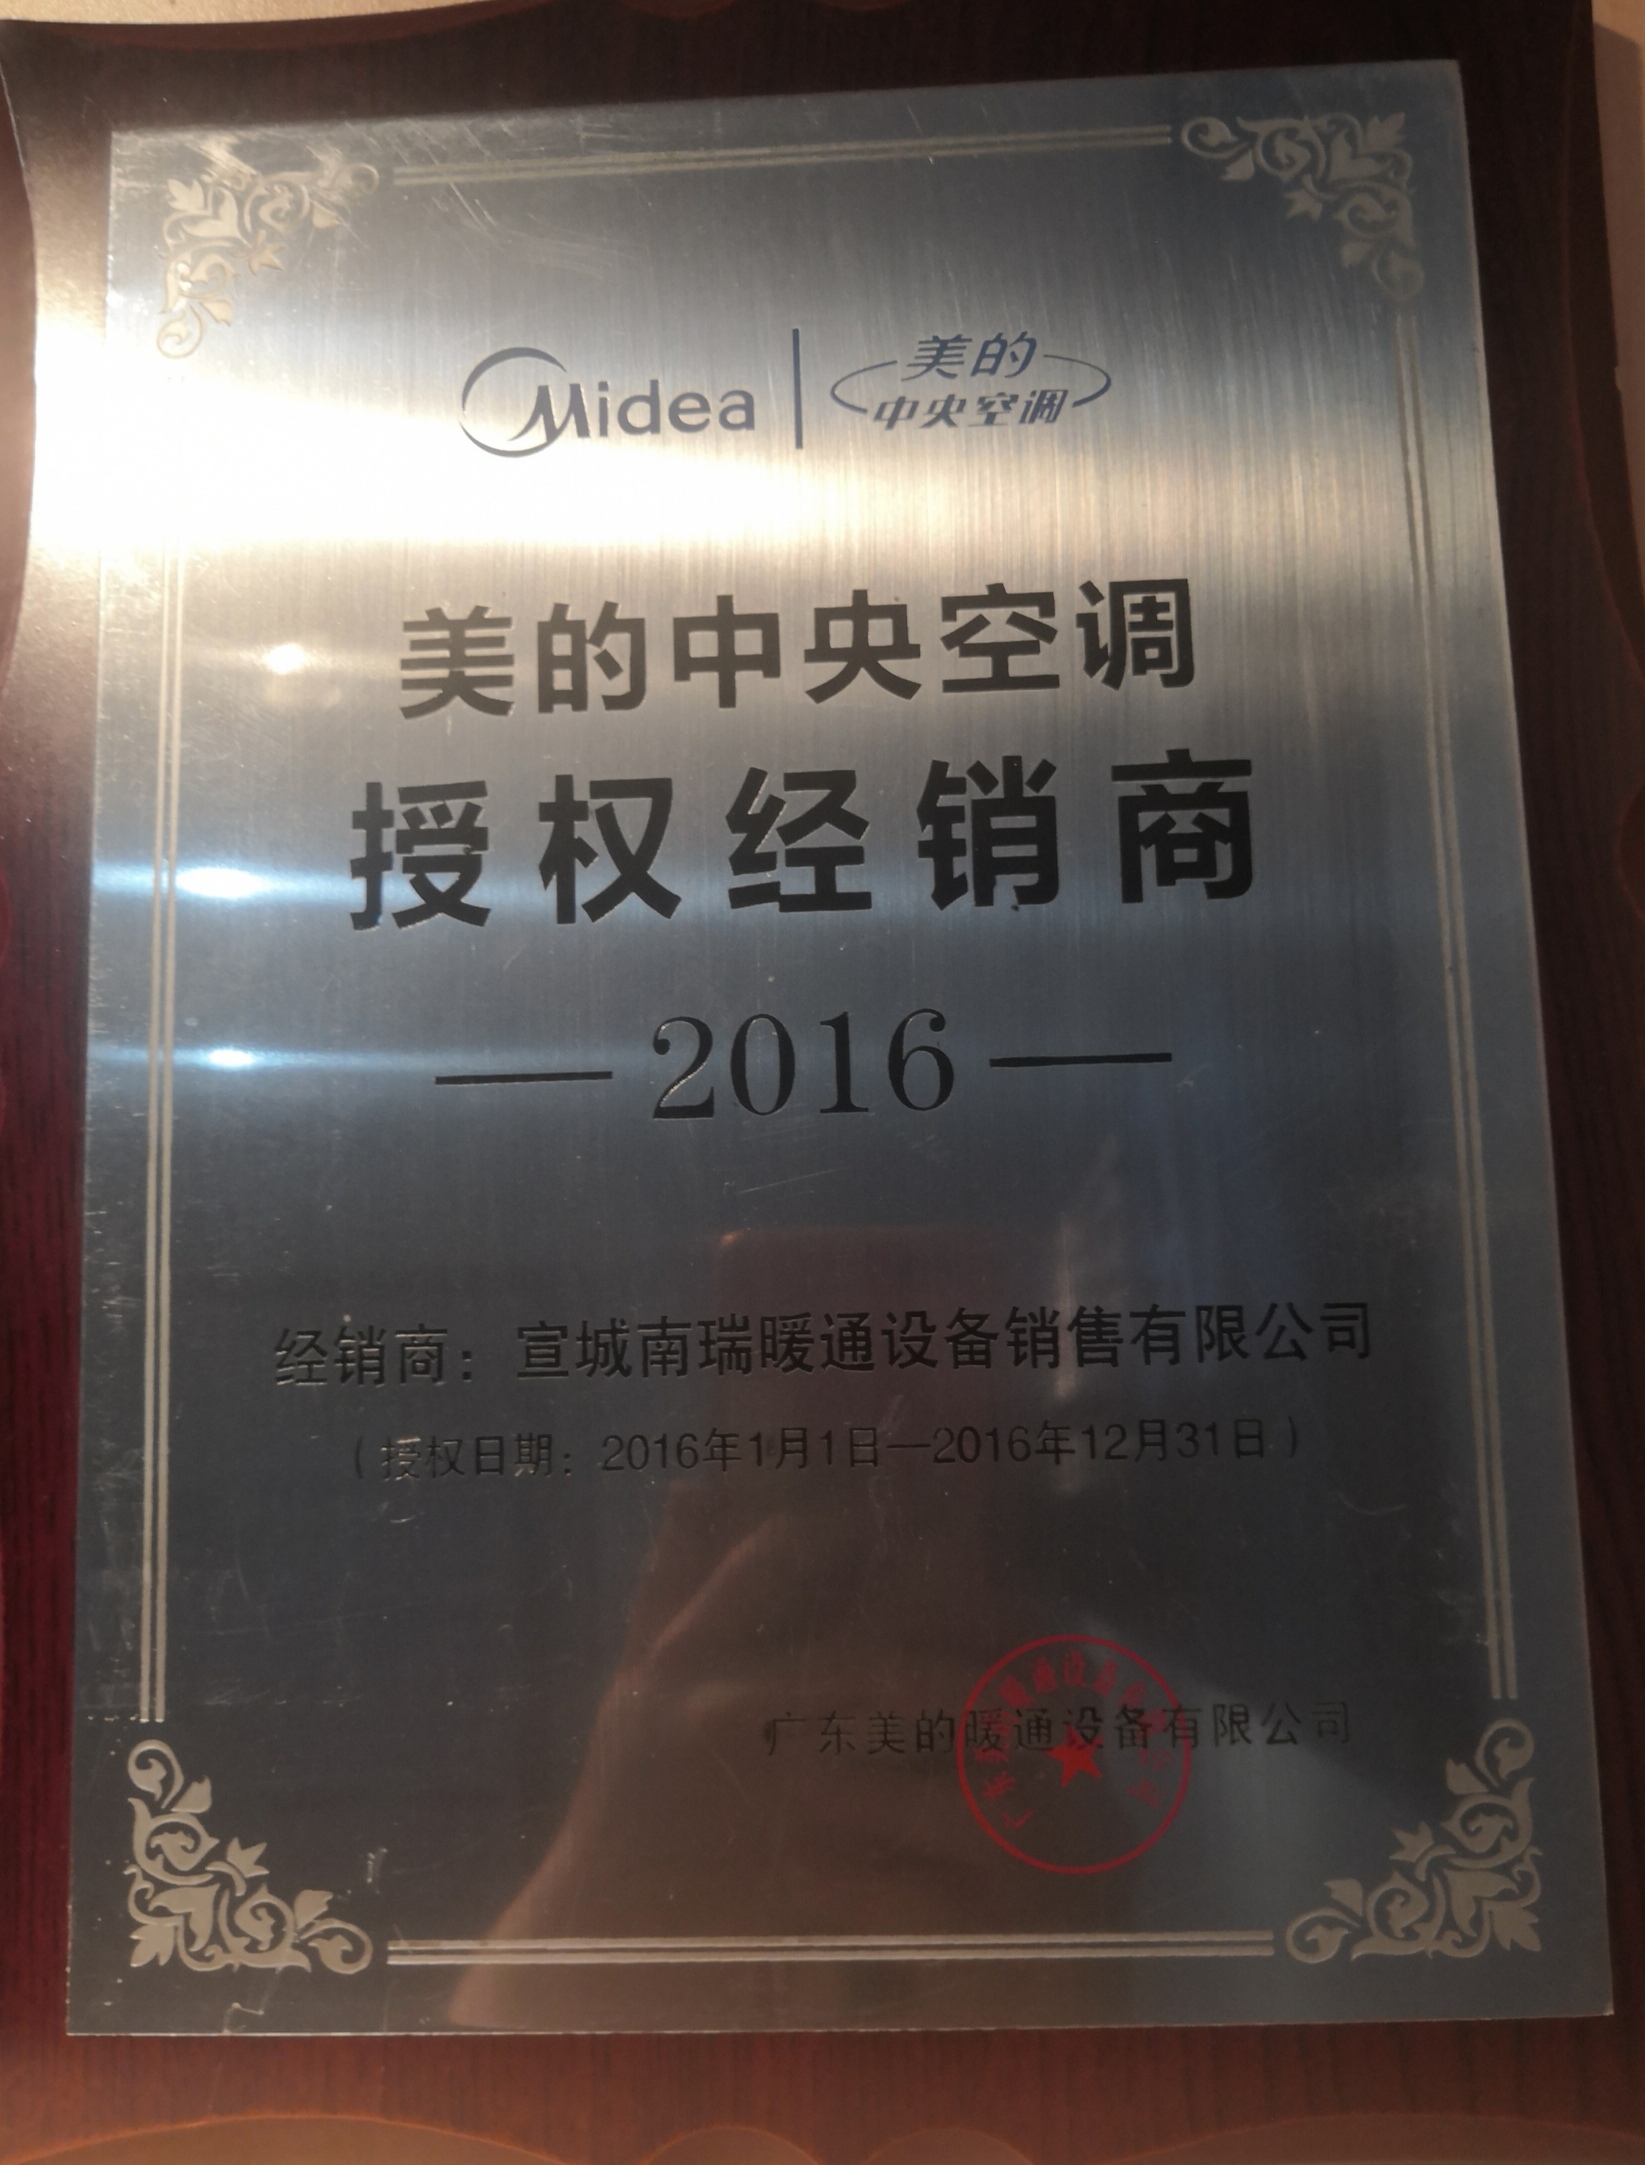 Midea 美的
中央空调
美的中央空调
授权经销商
—2016—
经销商：宣城南瑞暖通设备销售有限公司
（授权日期：2016年1月1日—2016年12月31日）
广东美的暖通设备有限公司